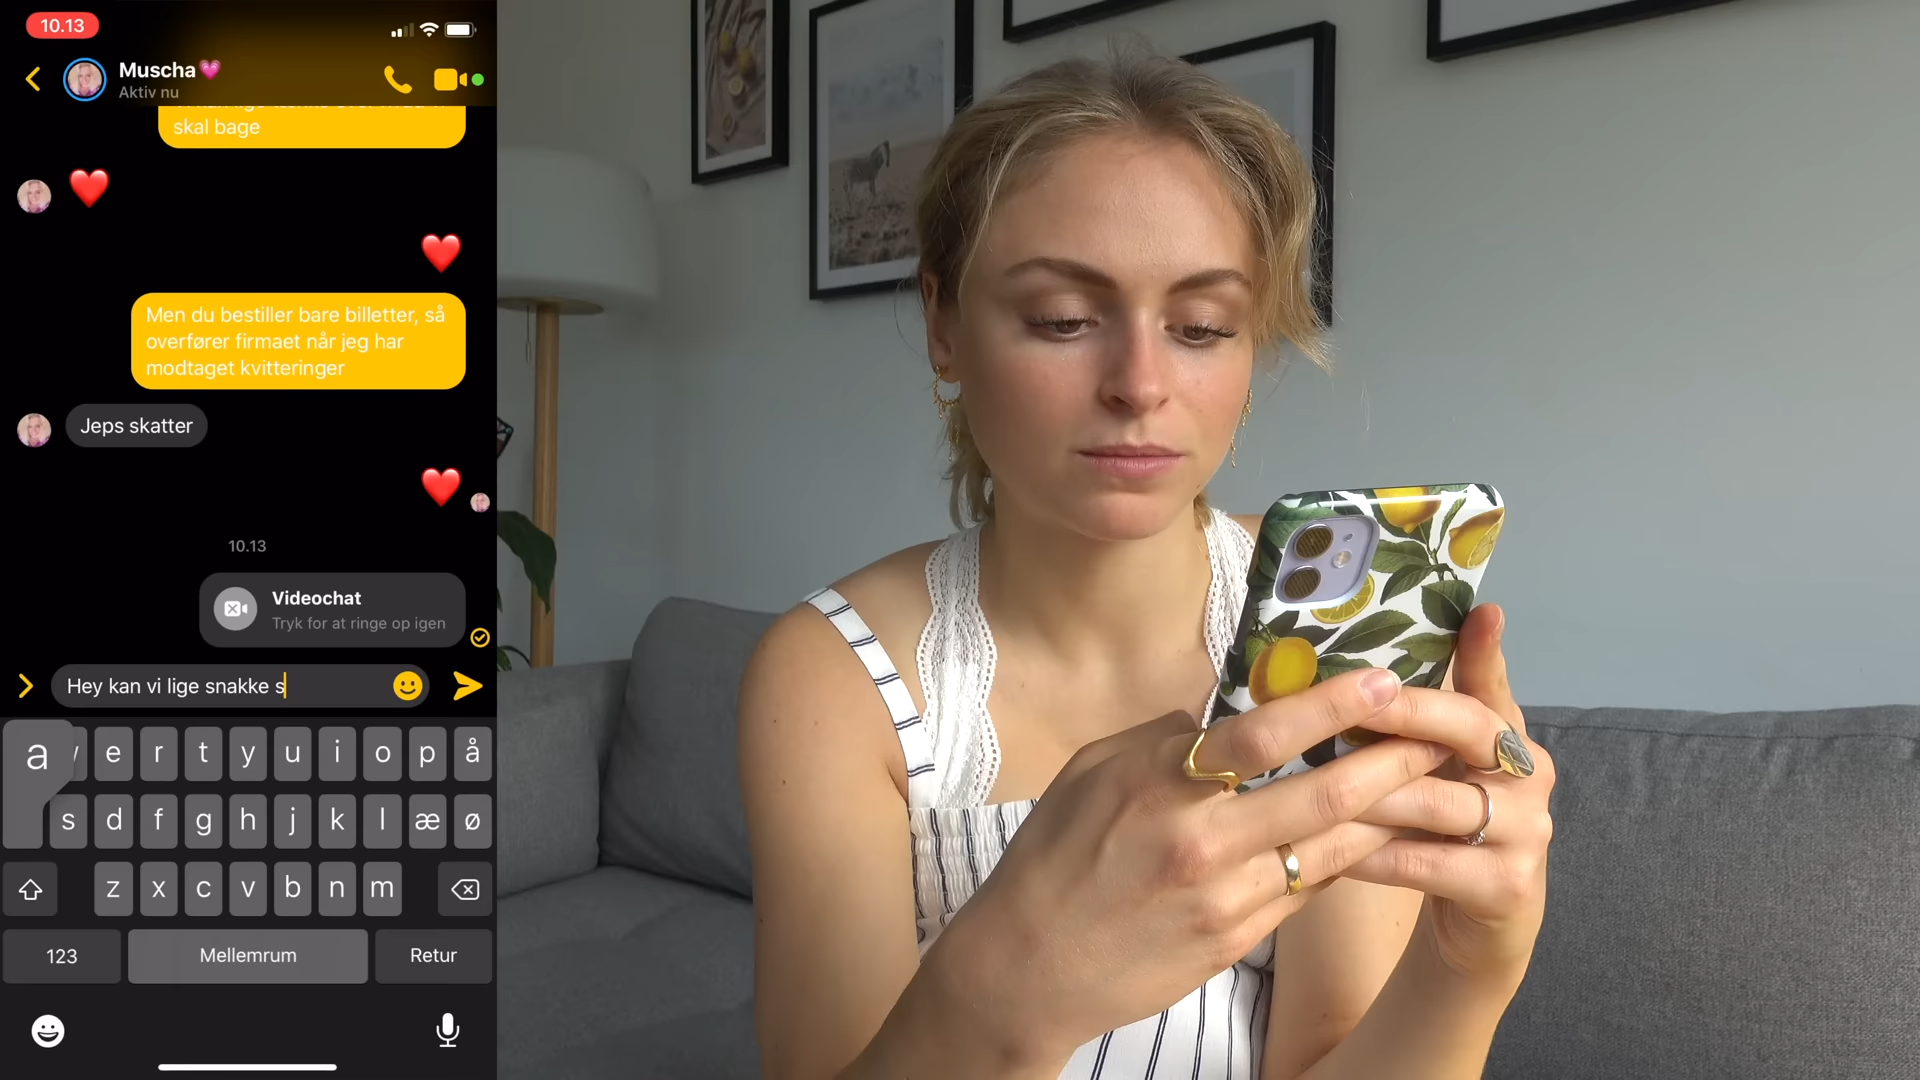 10.13
Muscha💗
Aktiv nu
skal bage
❤️
❤️
Men du bestiller bare billetter, så
overfører firmaet når jeg har
modtaget kvitteringer
Jeps skatter
❤️
10.13
Videochat
Tryk for at ringe op igen
Hey kan vi lige snakke s
a e r t y u i o p å
s d f g h j k l æ ø
z x c v b n m
123 Mellemrum Retur